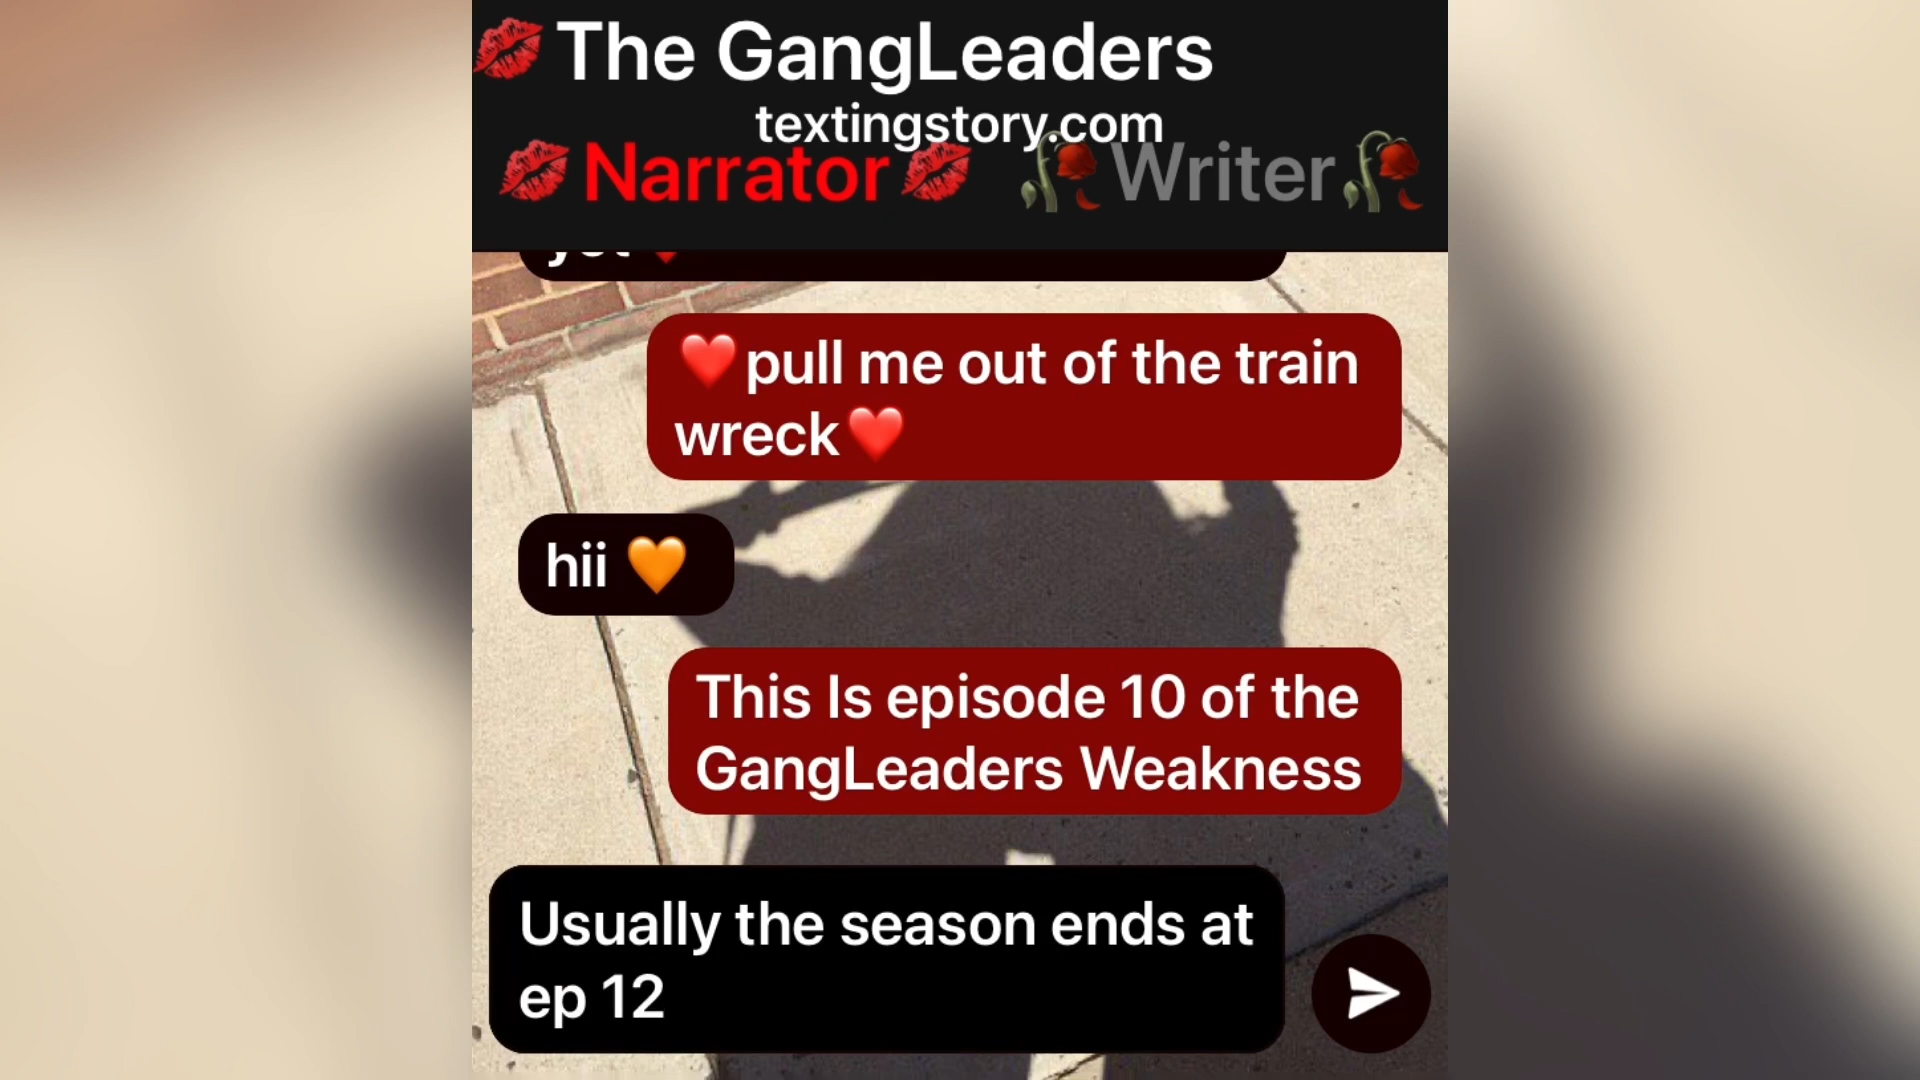 💋The GangLeaders
textingstory.com
💋Narrator💋 🥀Writer🥀
❤️pull me out of the train
wreck❤️
hii 🧡
This Is episode 10 of the
GangLeaders Weakness
Usually the season ends at
ep 12